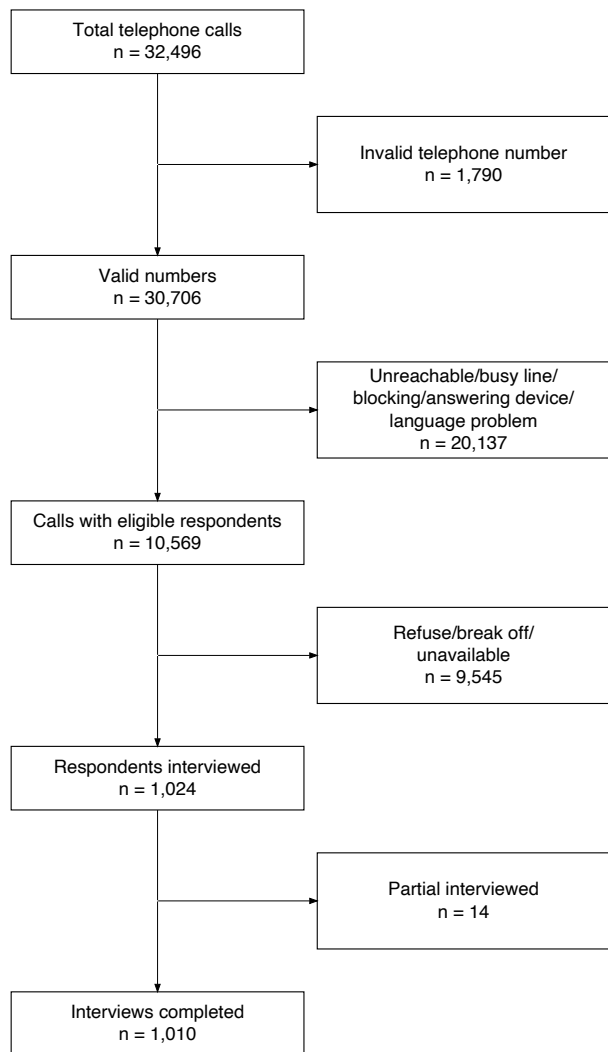 Total telephone calls
n = 32,496
Invalid telephone number
n = 1,790
Valid numbers
n = 30,706
Unreachable/busy line/
blocking/answering device/
language problem
n = 20,137
Calls with eligible respondents
n = 10,569
Refuse/break off/
unavailable
n = 9,545
Respondents interviewed
n = 1,024
Partial interviewed
n = 14
Interviews completed
n = 1,010